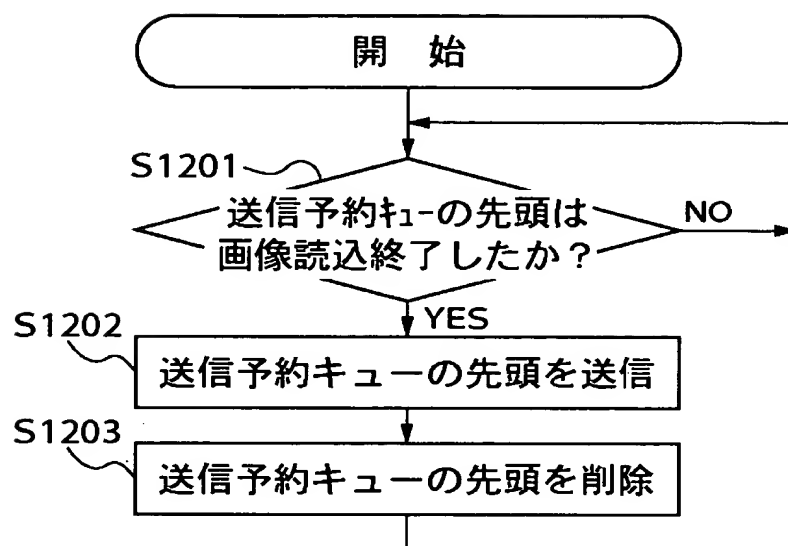 開 始
S1201
送信予約ｷｭｰの先頭は
画像読込終了したか？
NO
YES
S1202
送信予約キューの先頭を送信
S1203
送信予約キューの先頭を削除